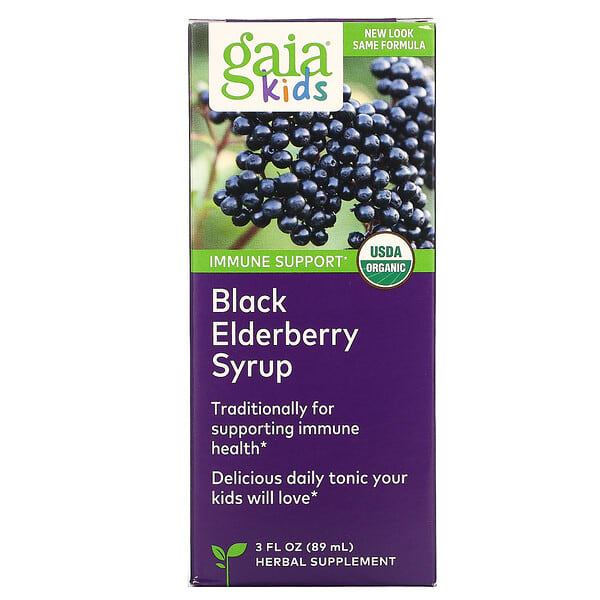 NEW LOOK
SAME FORMULA
gaia®
kids
IMMUNE SUPPORT*
USDA
ORGANIC
Black
Elderberry
Syrup
Traditionally for
supporting immune
health*
Delicious daily tonic your
kids will love*
3 FL OZ (89 mL)
HERBAL SUPPLEMENT